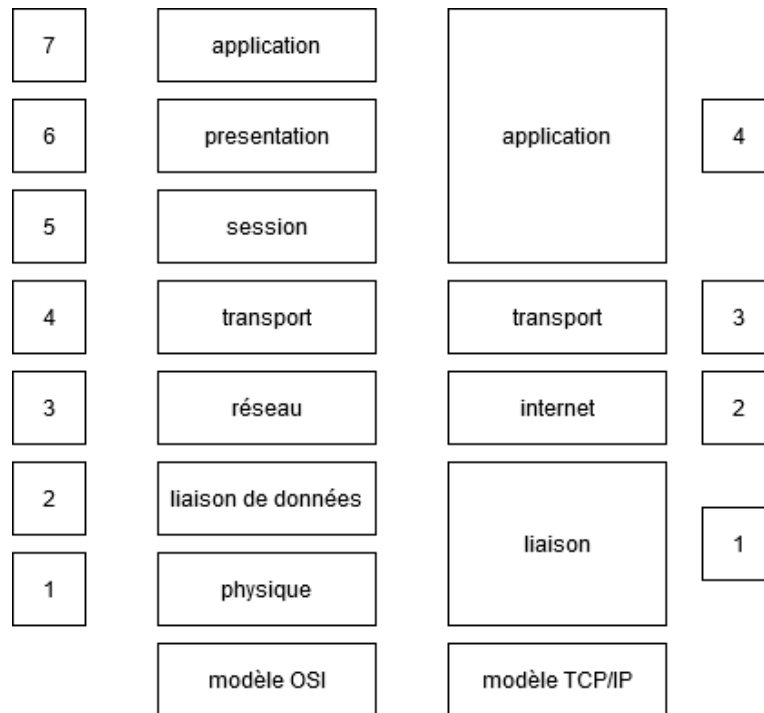 7 application application
6 presentation application 4
5 session
4 transport transport 3
3 réseau internet 2
2 liaison de données
liaison 1
1 physique
modèle OSI modèle TCP/IP